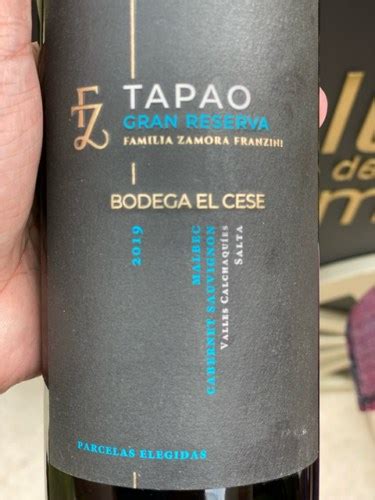 FZ
TAPAO
GRAN RESERVA
FAMILIA ZAMORA FRANZINI
BODEGA EL CESE
2019
MALBEC
CABERNET SAUVIGNON
VALLES CALCHAQUÍES
SALTA
PARCELAS ELEGIDAS